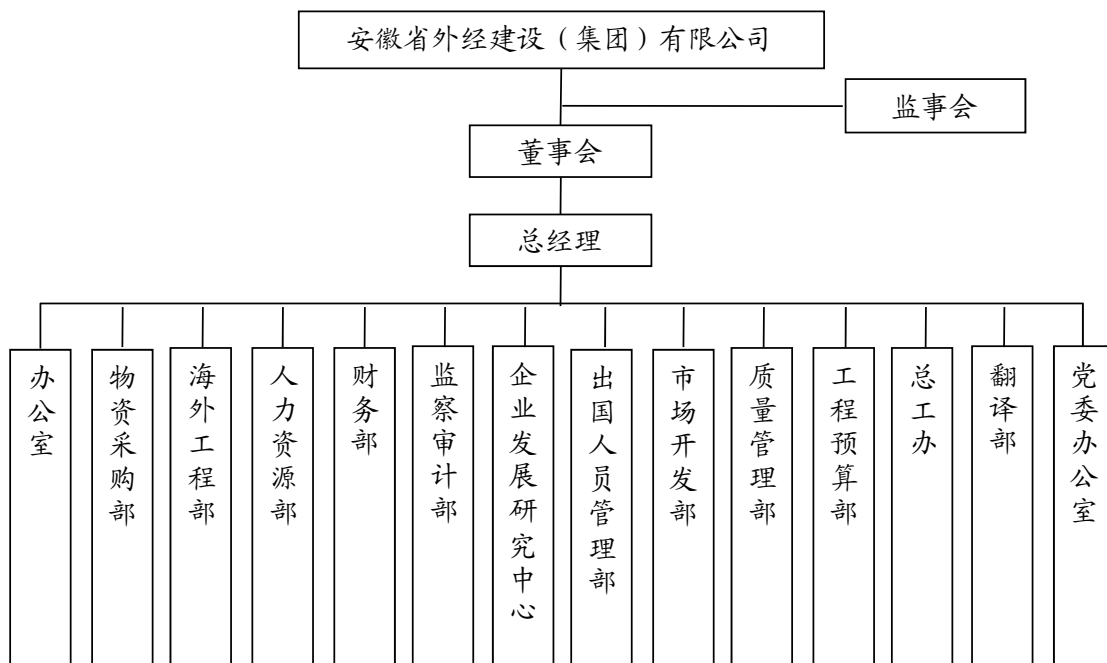 安徽省外经建设（集团）有限公司
监事会
董事会
总经理
办公室
物资采购部
海外工程部
人力资源部
财务部
监察审计部
企业发展研究中心
出国人员管理部
市场开发部
质量管理部
工程预算部
总工办
翻译部
党委办公室